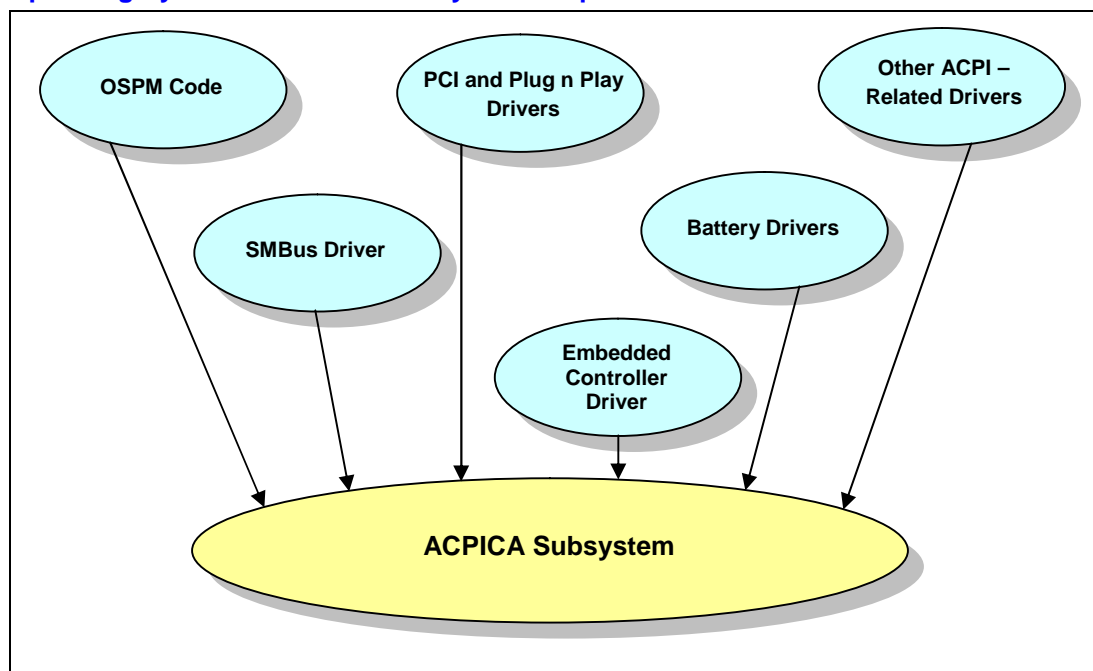 OSPM Code
PCI and Plug n Play
Drivers
Other ACPI –
Related Drivers
SMBus Driver
Battery Drivers
Embedded
Controller
Driver
ACPICA Subsystem